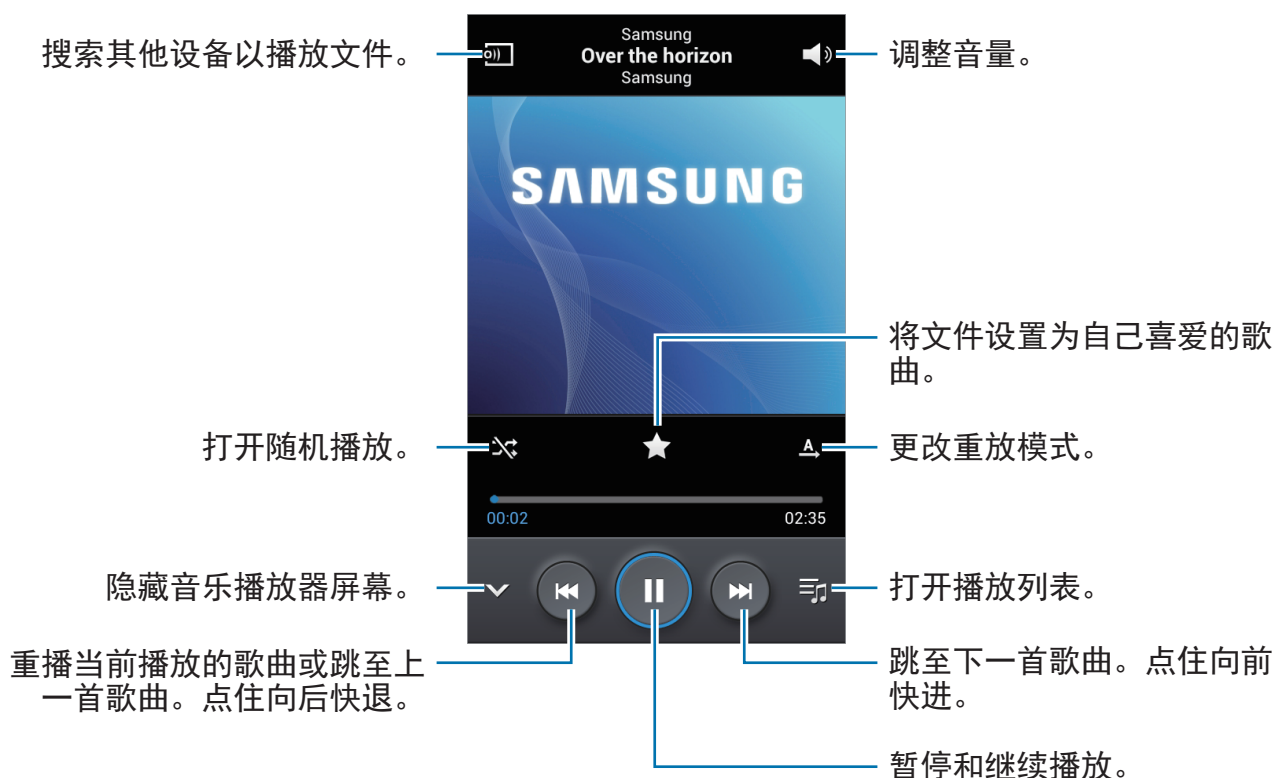 搜索其他设备以播放文件。
Samsung
Over the horizon
Samsung
调整音量。
SAMSUNG
将文件设置为自己喜爱的歌
曲。
打开随机播放。
A
更改重放模式。
00:02
02:35
隐藏音乐播放器屏幕。
打开播放列表。
重播当前播放的歌曲或跳至上
一首歌曲。点住向后快退。
跳至下一首歌曲。点住向前
快进。
暂停和继续播放。